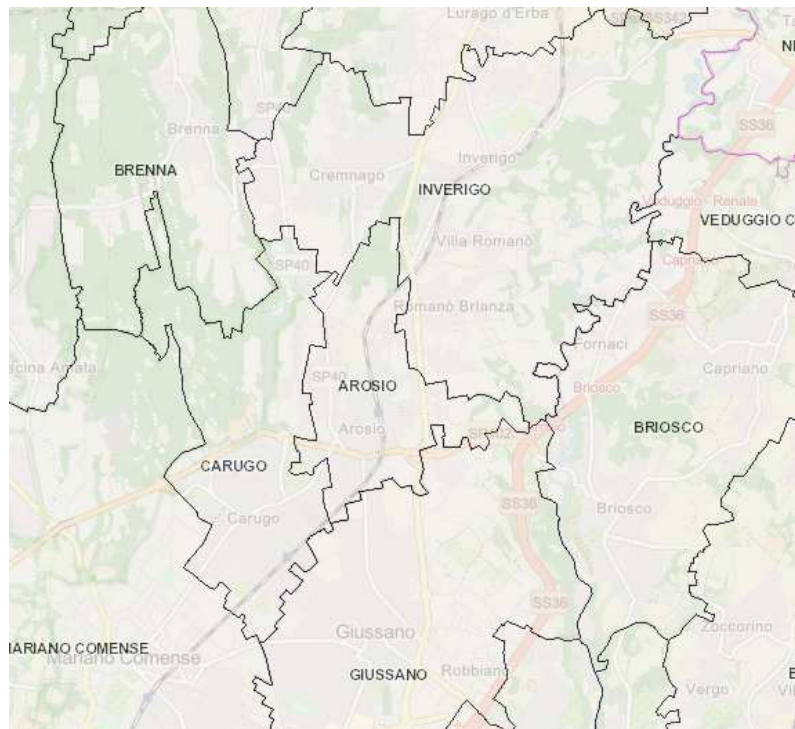 Lurago d'Erba
SS342
SS36
Brenna
BRENNA
Cremnago
Inverigo
INVERIGO
Veduggio - Renate
VEDUGGIO C
Villa Romanò
SP40
Capriano
Romanò Brianza
SS36
Fornaci
Capriano
SP40
AROSIO
Briosco
Arosio
BRIOSCO
CARUGO
Carugo
SS36
Briosco
SS36
Giussano
Zoccorino
MARIANO COMENSE
Mariano Comense
GIUSSANO
Robbiano
Vergo